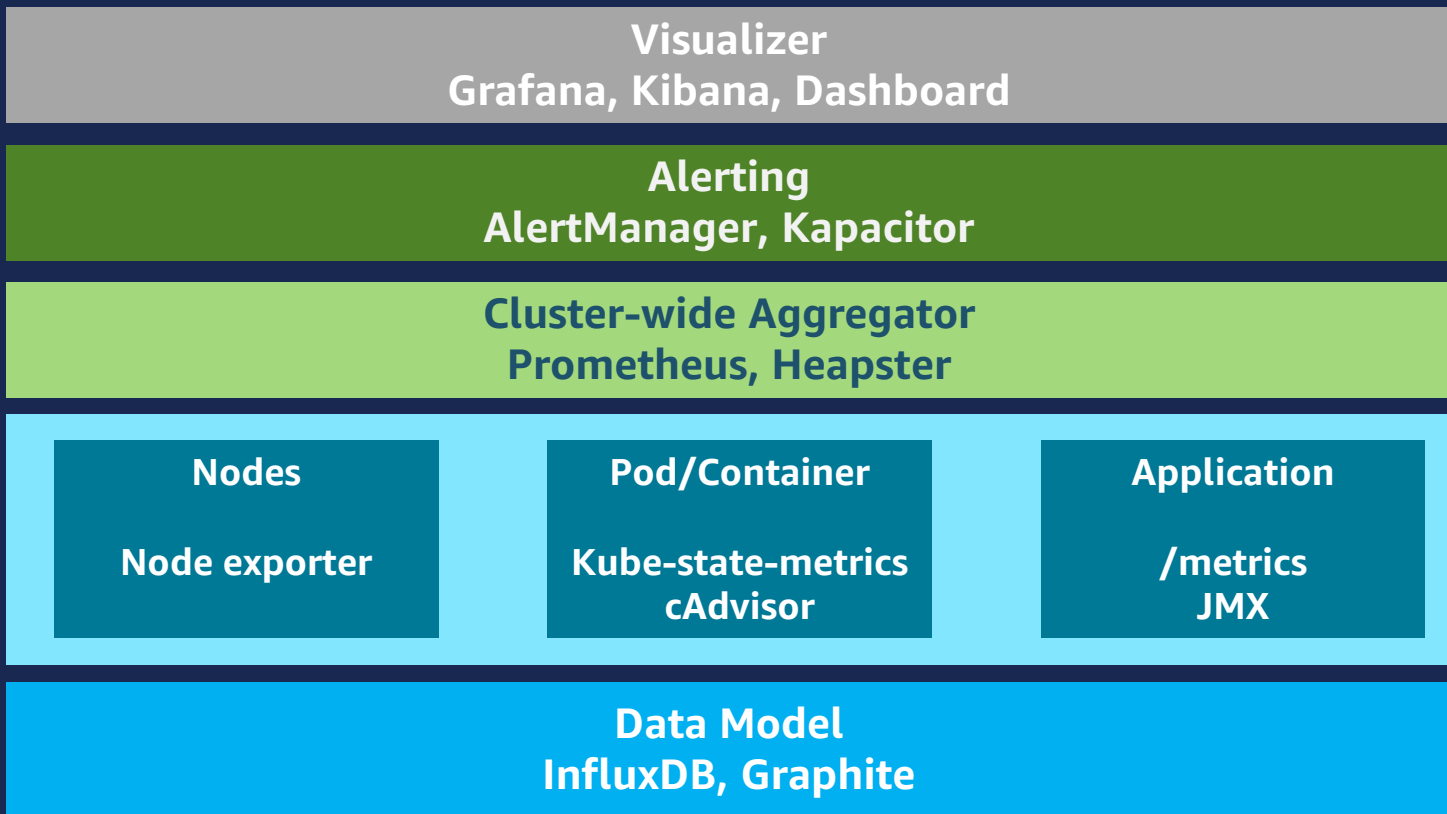 Visualizer
Grafana, Kibana, Dashboard
Alerting
AlertManager, Kapacitor
Cluster-wide Aggregator
Prometheus, Heapster
Nodes
Node exporter
Pod/Container
Kube-state-metrics
cAdvisor
Application
/metrics
JMX
Data Model
InfluxDB, Graphite